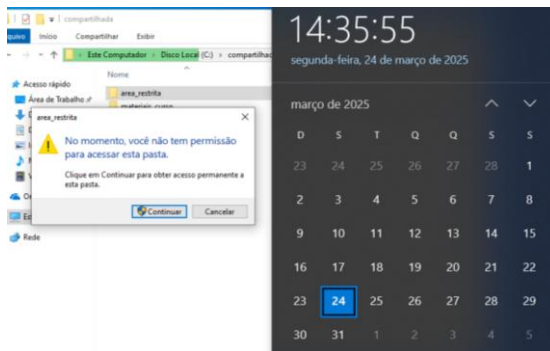 compartilhada
Arquivo Início Compartilhar Exibir
Este Computador Disco Local (C:) compartilhad
Nome
Acesso rápido
Área de Trabalho
area_restrita
materiais_curso
area_restrita
No momento, você não tem permissão
para acessar esta pasta.
Clique em Continuar para obter acesso permanente a
esta pasta.
Continuar Cancelar
Rede
14:35:55
segunda-feira, 24 de março de 2025
março de 2025
D S T Q Q S S
23 24 25 26 27 28 1
2 3 4 5 6 7 8
9 10 11 12 13 14 15
16 17 18 19 20 21 22
23 24 25 26 27 28 29
30 31 1 2 3 4 5